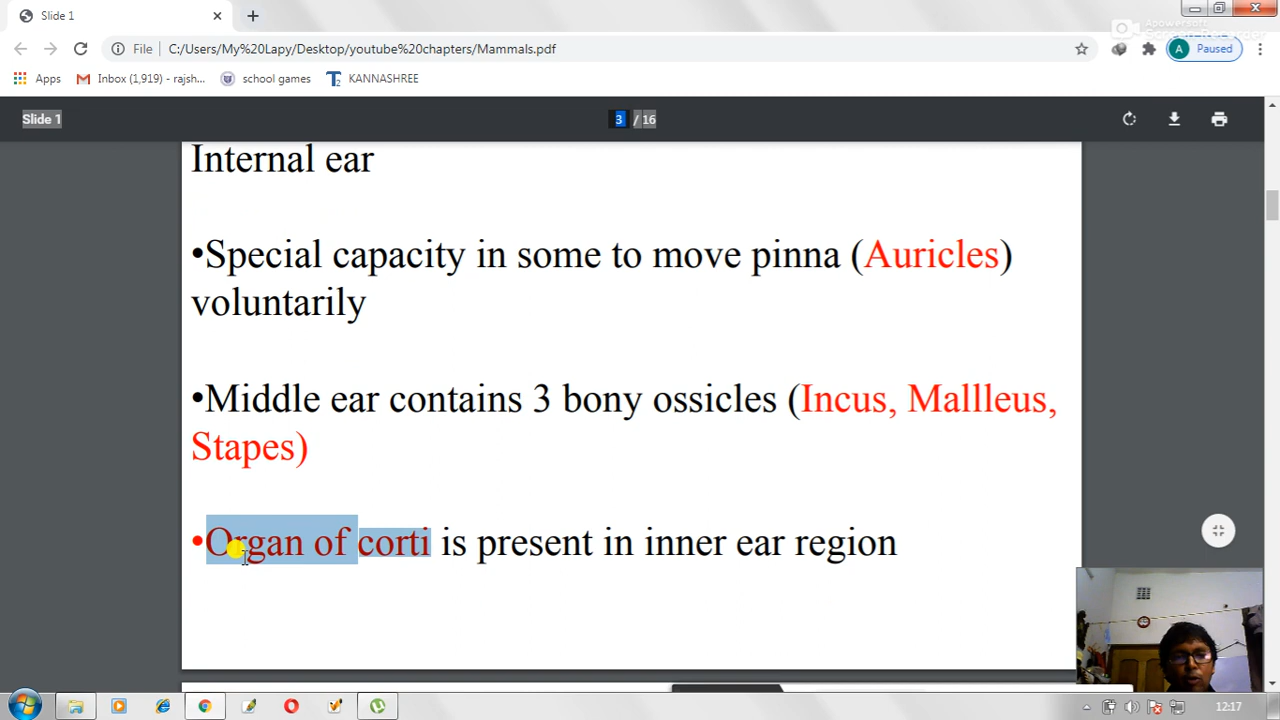 Slide 1
File C:/Users/My%20Lapy/Desktop/youtube%20chapters/Mammals.pdf A Paused
Apps Inbox (1,919) - rajsh... school games T2 KANNASHREE
Slide 1 3 / 16
Internal ear
•Special capacity in some to move pinna (Auricles)
voluntarily
•Middle ear contains 3 bony ossicles (Incus, Mallleus,
Stapes)
•Organ of corti is present in inner ear region
12:17